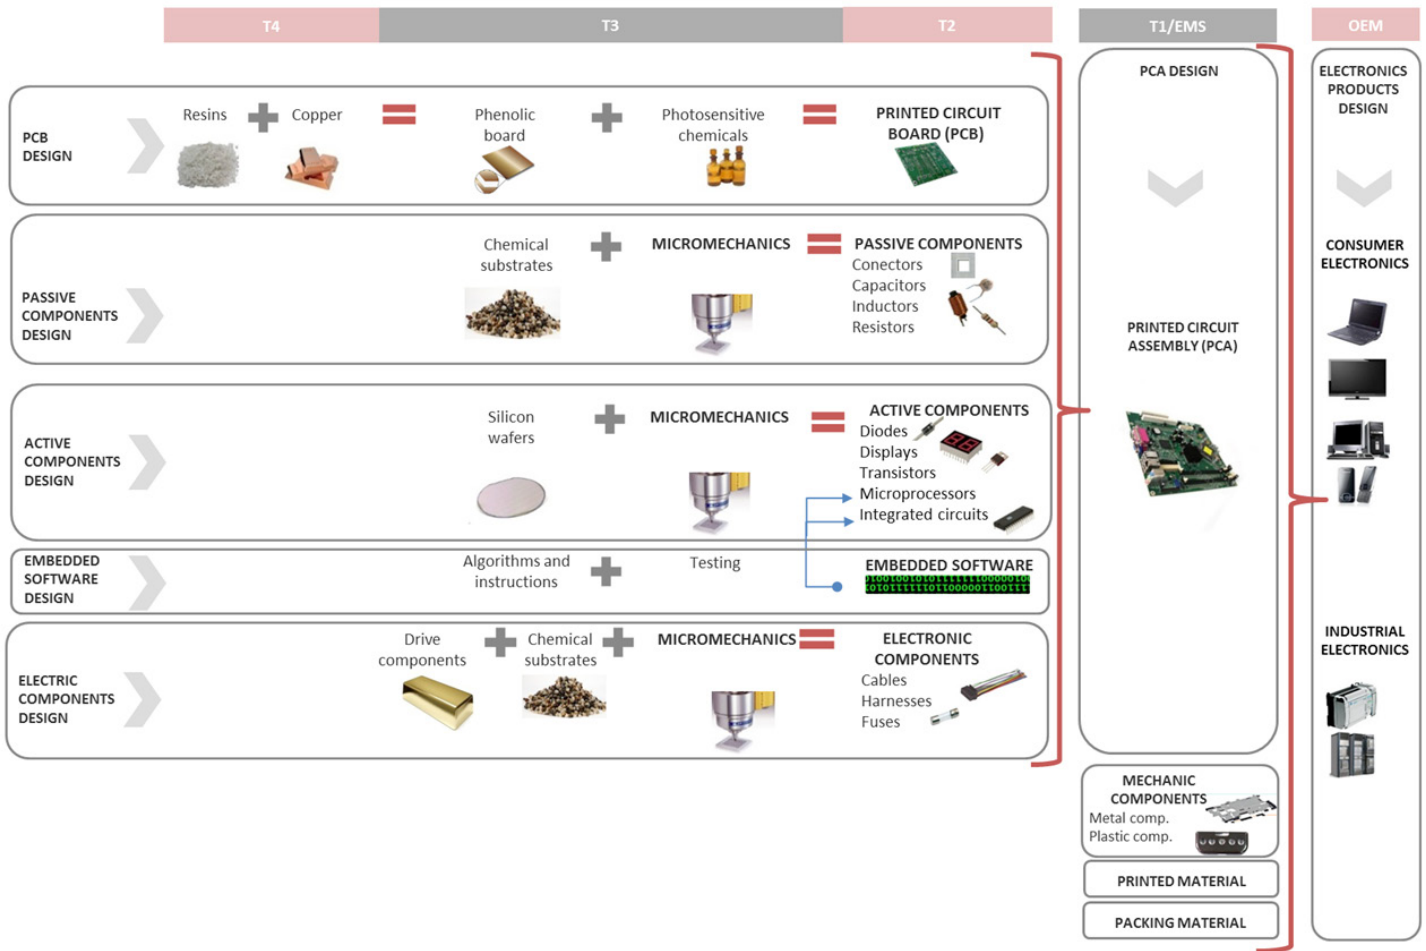 T4
T3
T2
T1/EMS
OEM
PCB
DESIGN
Resins
Copper
Phenolic
board
Photosensitive
chemicals
PRINTED CIRCUIT
BOARD (PCB)
PASSIVE
COMPONENTS
DESIGN
Chemical
substrates
MICROMECHANICS
PASSIVE COMPONENTS
Conectors
Capacitors
Inductors
Resistors
ACTIVE
COMPONENTS
DESIGN
Silicon
wafers
MICROMECHANICS
ACTIVE COMPONENTS
Diodes
Displays
Transistors
Microprocessors
Integrated circuits
EMBEDDED
SOFTWARE
DESIGN
Algorithms and
instructions
Testing
EMBEDDED SOFTWARE
ELECTRIC
COMPONENTS
DESIGN
Drive
components
Chemical
substrates
MICROMECHANICS
ELECTRONIC
COMPONENTS
Cables
Harnesses
Fuses
PCA DESIGN
PRINTED CIRCUIT
ASSEMBLY (PCA)
MECHANIC
COMPONENTS
Metal comp.
Plastic comp.
PRINTED MATERIAL
PACKING MATERIAL
ELECTRONICS
PRODUCTS
DESIGN
CONSUMER
ELECTRONICS
INDUSTRIAL
ELECTRONICS